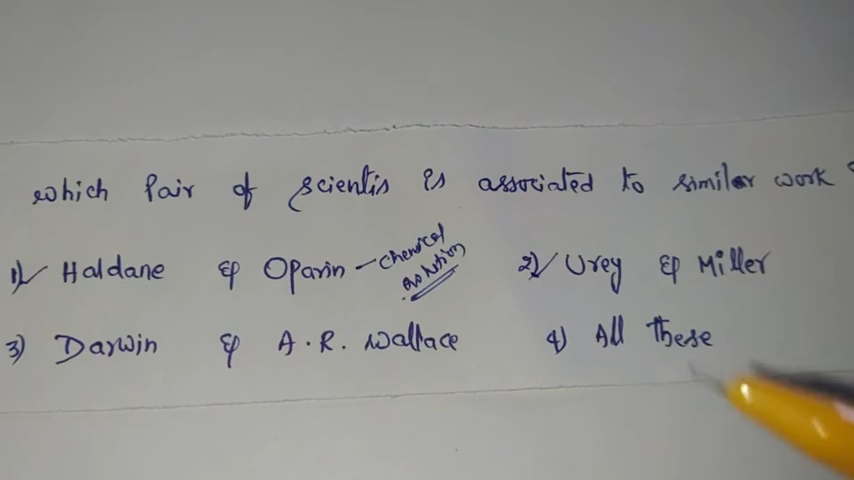 which Pair of scientis is associated to similar work ?
1) Haldane & Oparin - chemical evolution
2) Urey & Miller
3) Darwin & A.R. Wallace
4) All These